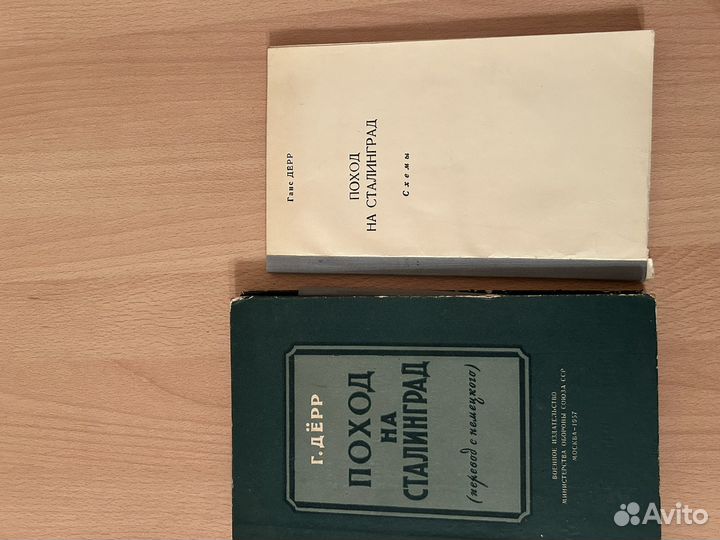 Ганс ДЁРР
ПОХОД
НА СТАЛИНГРАД
Схемы
Г. ДЁРР
ПОХОД
НА
СТАЛИНГРАД
(перевод с немецкого)
ВОЕННОЕ ИЗДАТЕЛЬСТВО
МИНИСТЕРСТВА ОБОРОНЫ СОЮЗА ССР
МОСКВА—1957
Avito